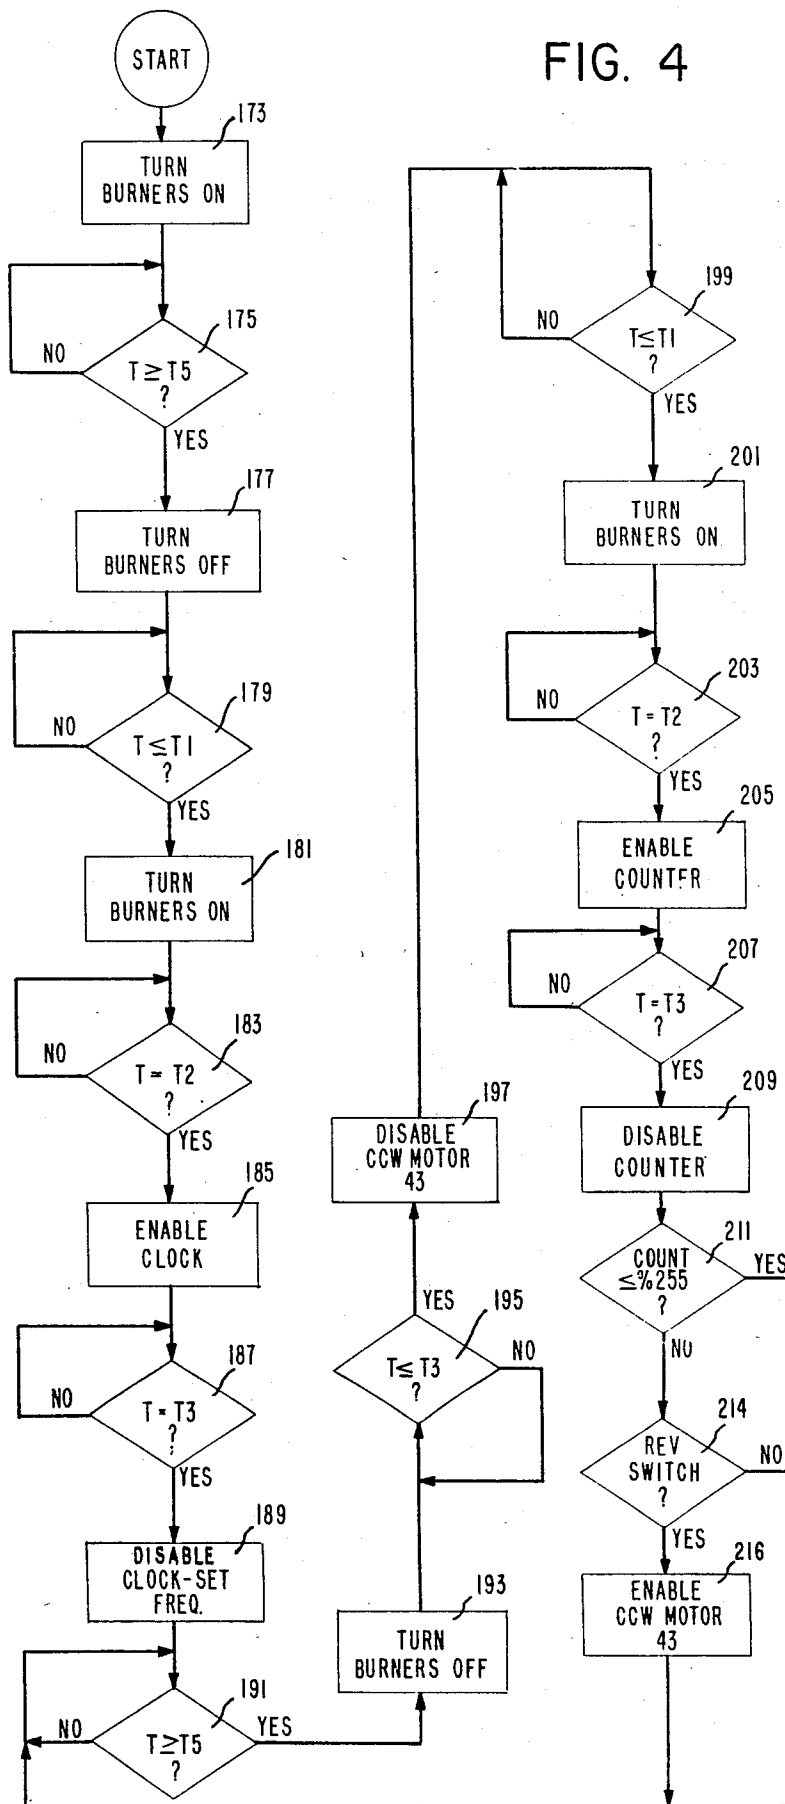 FIG. 4
START
173
TURN
BURNERS ON
175
T ≥ T5
?
NO
YES
177
TURN
BURNERS OFF
179
T ≤ T1
?
NO
YES
181
TURN
BURNERS ON
183
T = T2
?
NO
YES
185
ENABLE
CLOCK
187
T = T3
?
NO
YES
189
DISABLE
CLOCK-SET
FREQ.
191
T ≥ T5
?
NO
YES
193
TURN
BURNERS OFF
195
T ≤ T3
?
NO
YES
197
DISABLE
CCW MOTOR
43
199
T ≤ T1
?
NO
YES
201
TURN
BURNERS ON
203
T = T2
?
NO
YES
205
ENABLE
COUNTER
207
T = T3
?
NO
YES
209
DISABLE
COUNTER
211
COUNT
≤ % 255
?
YES
NO
214
REV
SWITCH
?
NO
YES
216
ENABLE
CCW MOTOR
43